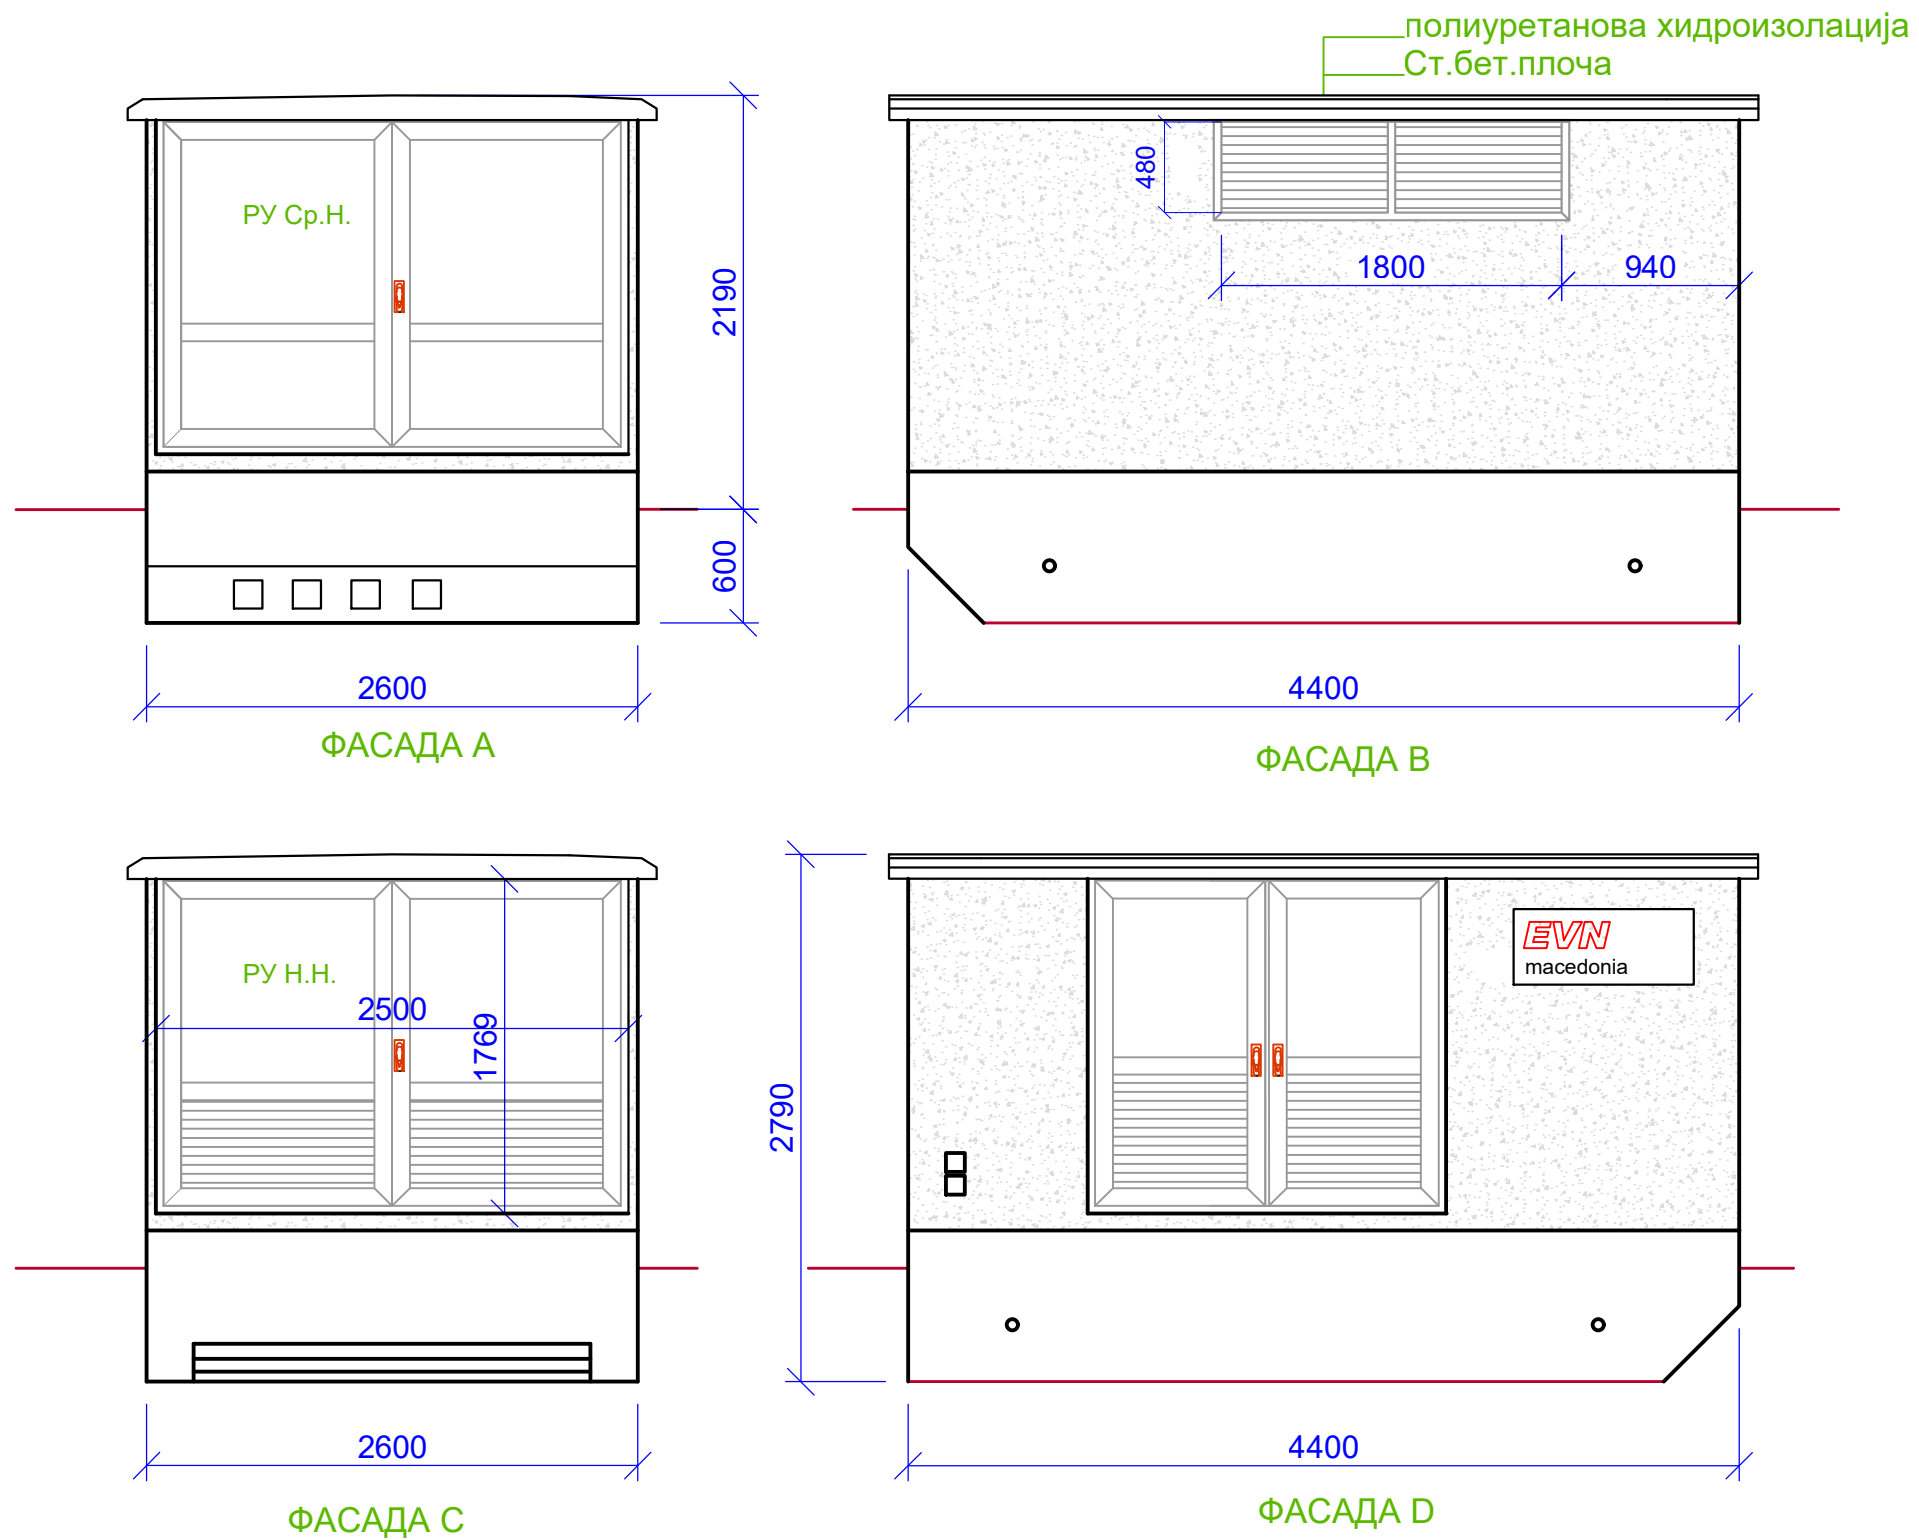 полиуретанова хидроизолација
Ст.бет.плоча
РУ Ср.Н.
480
1800
940
2190
600
2600
4400
ФАСАДА А
ФАСАДА В
РУ Н.Н.
2500
1769
2790
EVN
macedonia
2600
4400
ФАСАДА С
ФАСАДА D